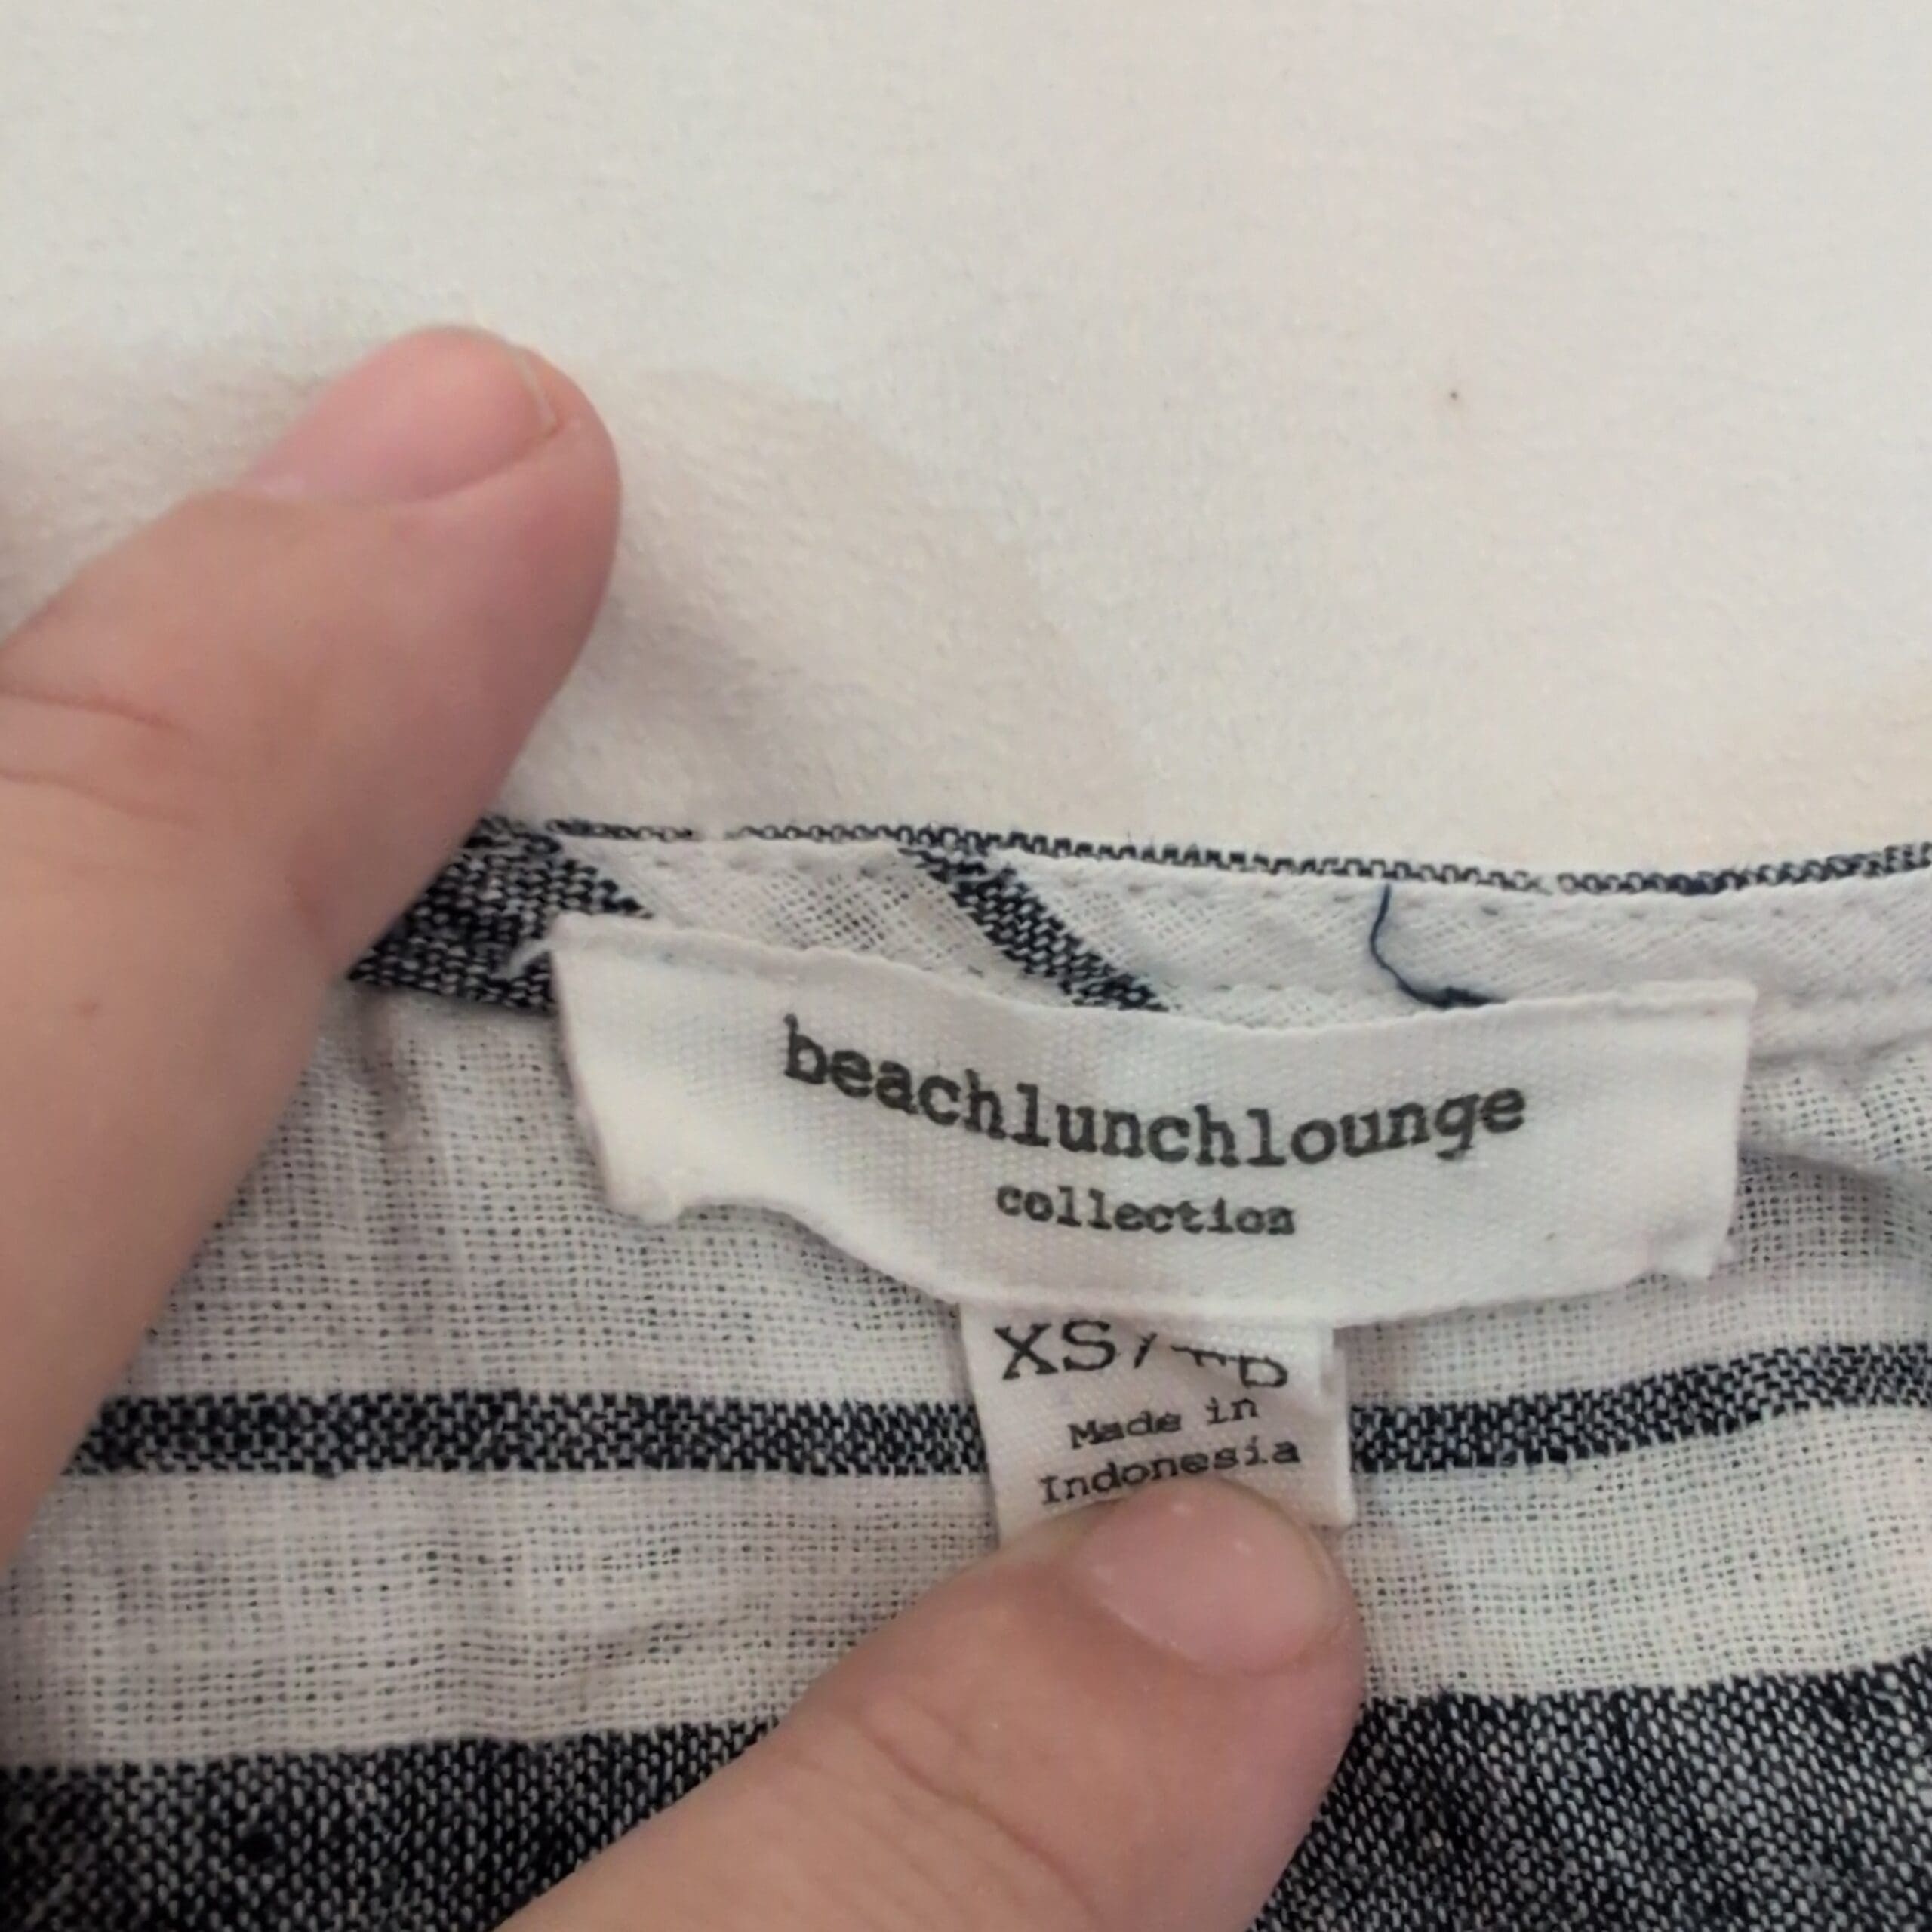 beachlunchlounge
collection
XS/
Made in
Indonesia